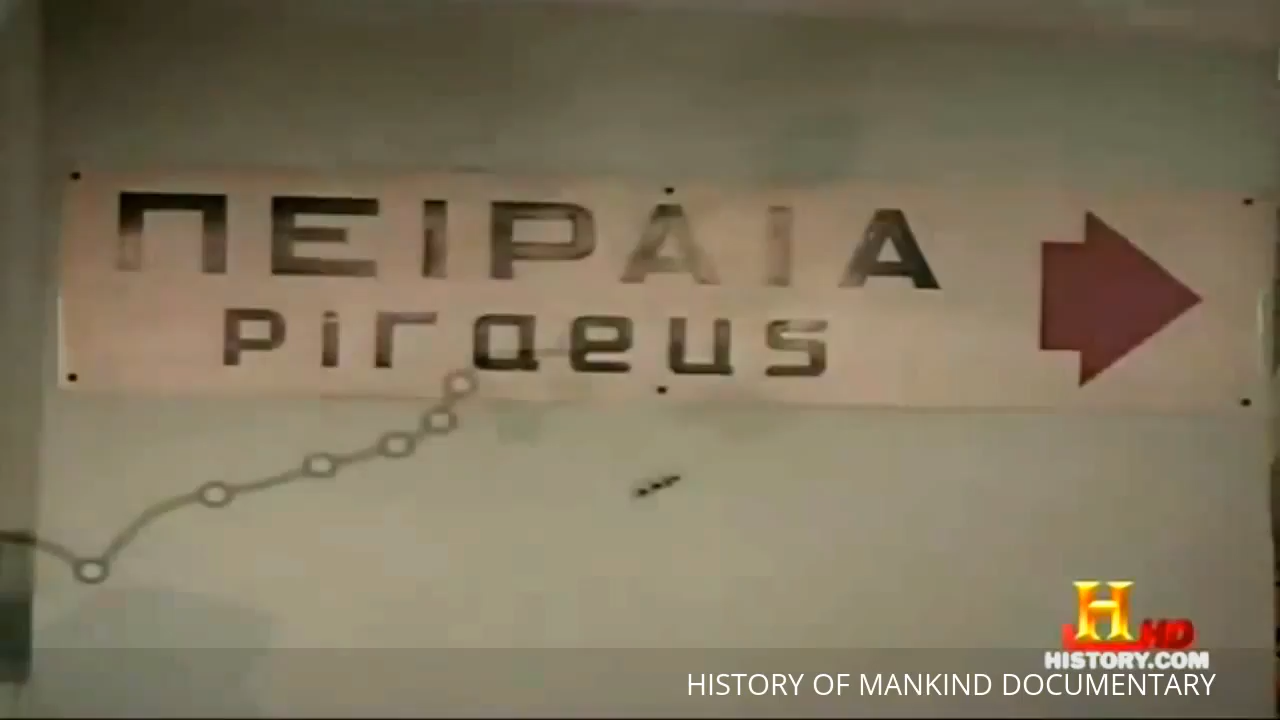 ΠΕΙΡΑΙΑ
Piraeus
H HD
HISTORY.COM
HISTORY OF MANKIND DOCUMENTARY